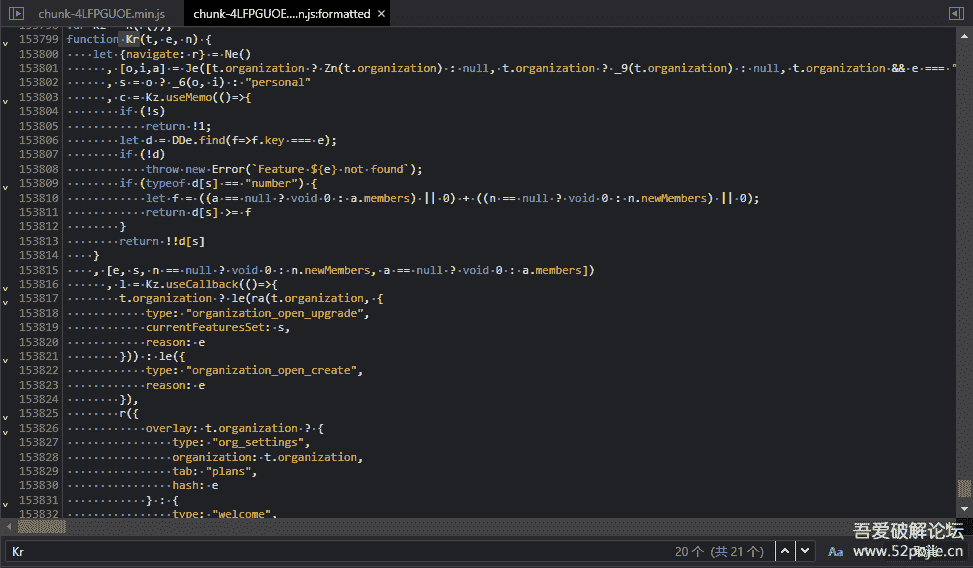 chunk-4LFPGUOE.min.js    chunk-4LFPGUOE....n.js:formatted ×
153799 function Kr(t, e, n) {
153800     let {navigate: r} = Ne()
153801       , [o,i,a] = Je([t.organization ? Zn(t.organization) : null, t.organization ? _9(t.organization) : null, t.organization && e === "
153802       , s = o ? _6(o, i) : "personal"
153803       , c = Kz.useMemo(()=>{
153804         if (!s)
153805             return !1;
153806         let d = DDe.find(f=>f.key === e);
153807         if (!d)
153808             throw new Error(`Feature ${e} not found`);
153809         if (typeof d[s] == "number") {
153810             let f = ((a == null ? void 0 : a.members) || 0) + ((n == null ? void 0 : n.newMembers) || 0);
153811             return d[s] >= f
153812         }
153813         return !!d[s]
153814     }
153815     , [e, s, n == null ? void 0 : n.newMembers, a == null ? void 0 : a.members])
153816       , l = Kz.useCallback(()=>{
153817         t.organization ? le(ra(t.organization, {
153818             type: "organization_open_upgrade",
153819             currentFeaturesSet: s,
153820             reason: e
153821         })) : le({
153822             type: "organization_open_create",
153823             reason: e
153824         }),
153825         r({
153826             overlay: t.organization ? {
153827                 type: "org_settings",
153828                 organization: t.organization,
153829                 tab: "plans",
153830                 hash: e
153831             } : {
153832                 type: "welcome",
吾爱破解论坛
Kr    20 个 (共 21 个)    Aa
www.52pojie.cn